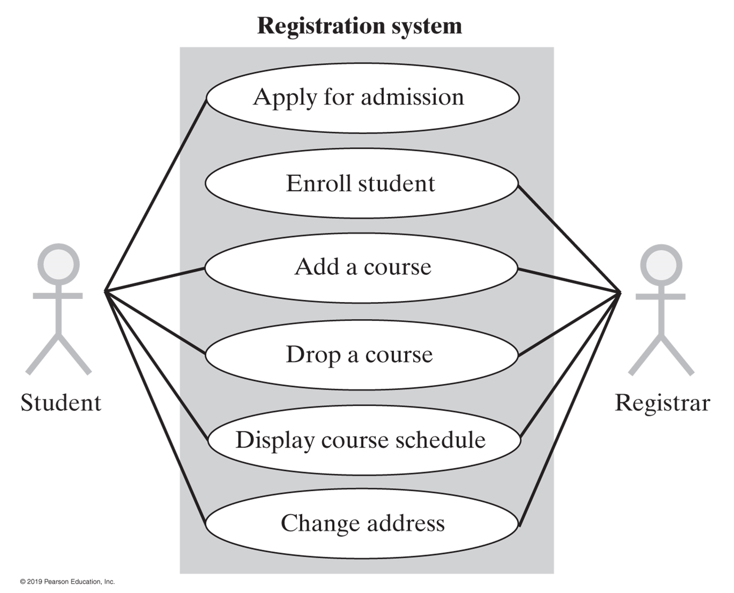 Registration system
Apply for admission
Enroll student
Add a course
Drop a course
Display course schedule
Change address
Student
Registrar
© 2019 Pearson Education, Inc.